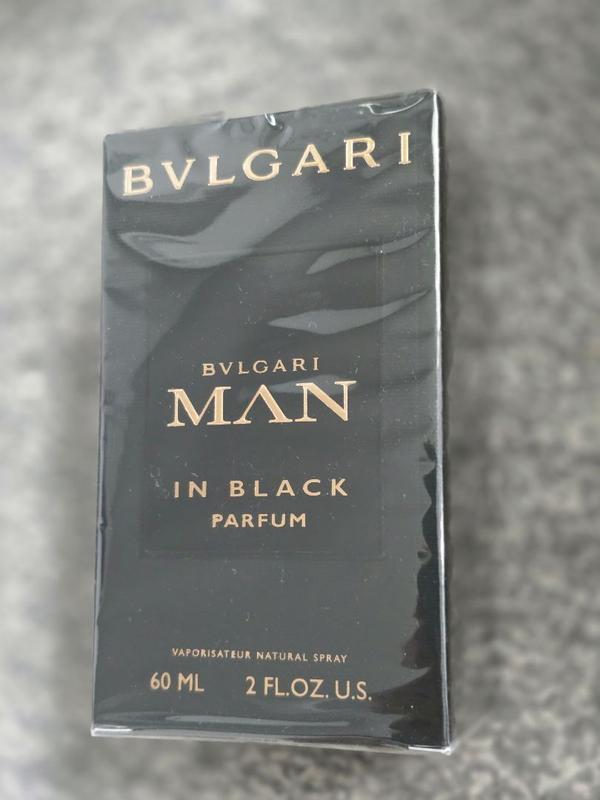 BVLGARI
BVLGARI
MAN
IN BLACK
PARFUM
VAPORISATEUR NATURAL SPRAY
60 ML 2 FL.OZ. U.S.